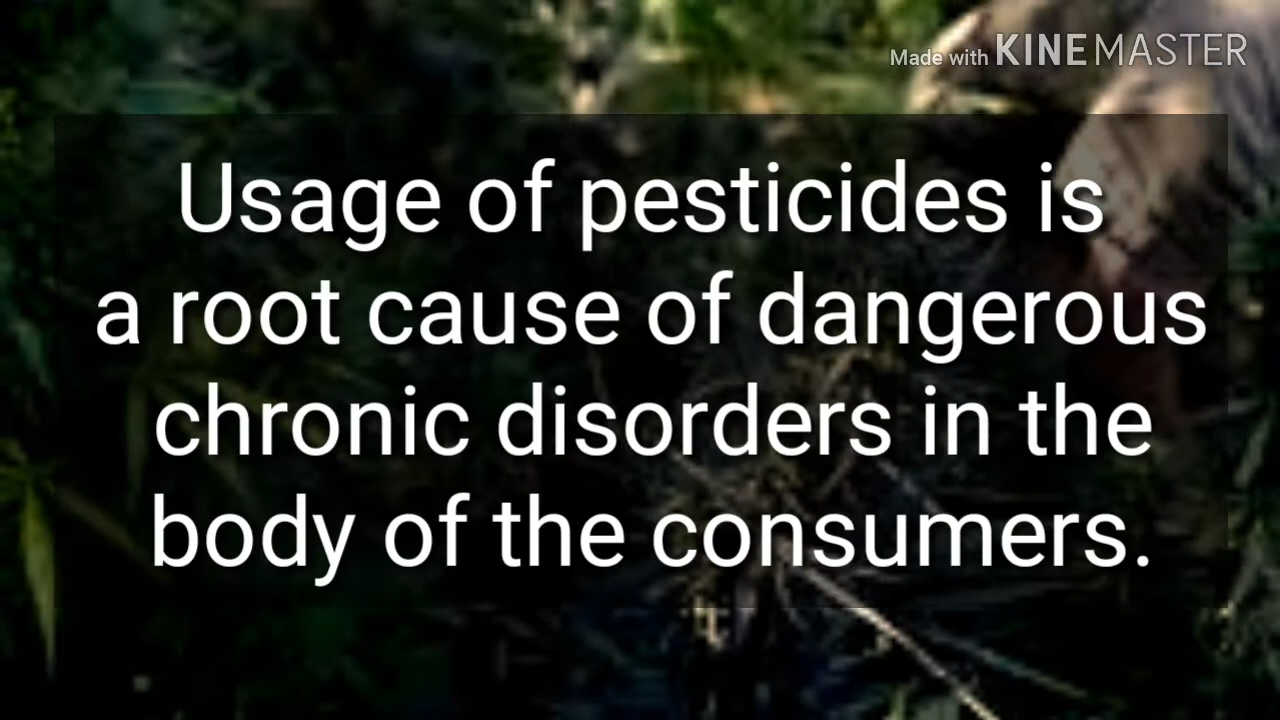 Made with KINEMASTER
Usage of pesticides is
a root cause of dangerous
chronic disorders in the
body of the consumers.